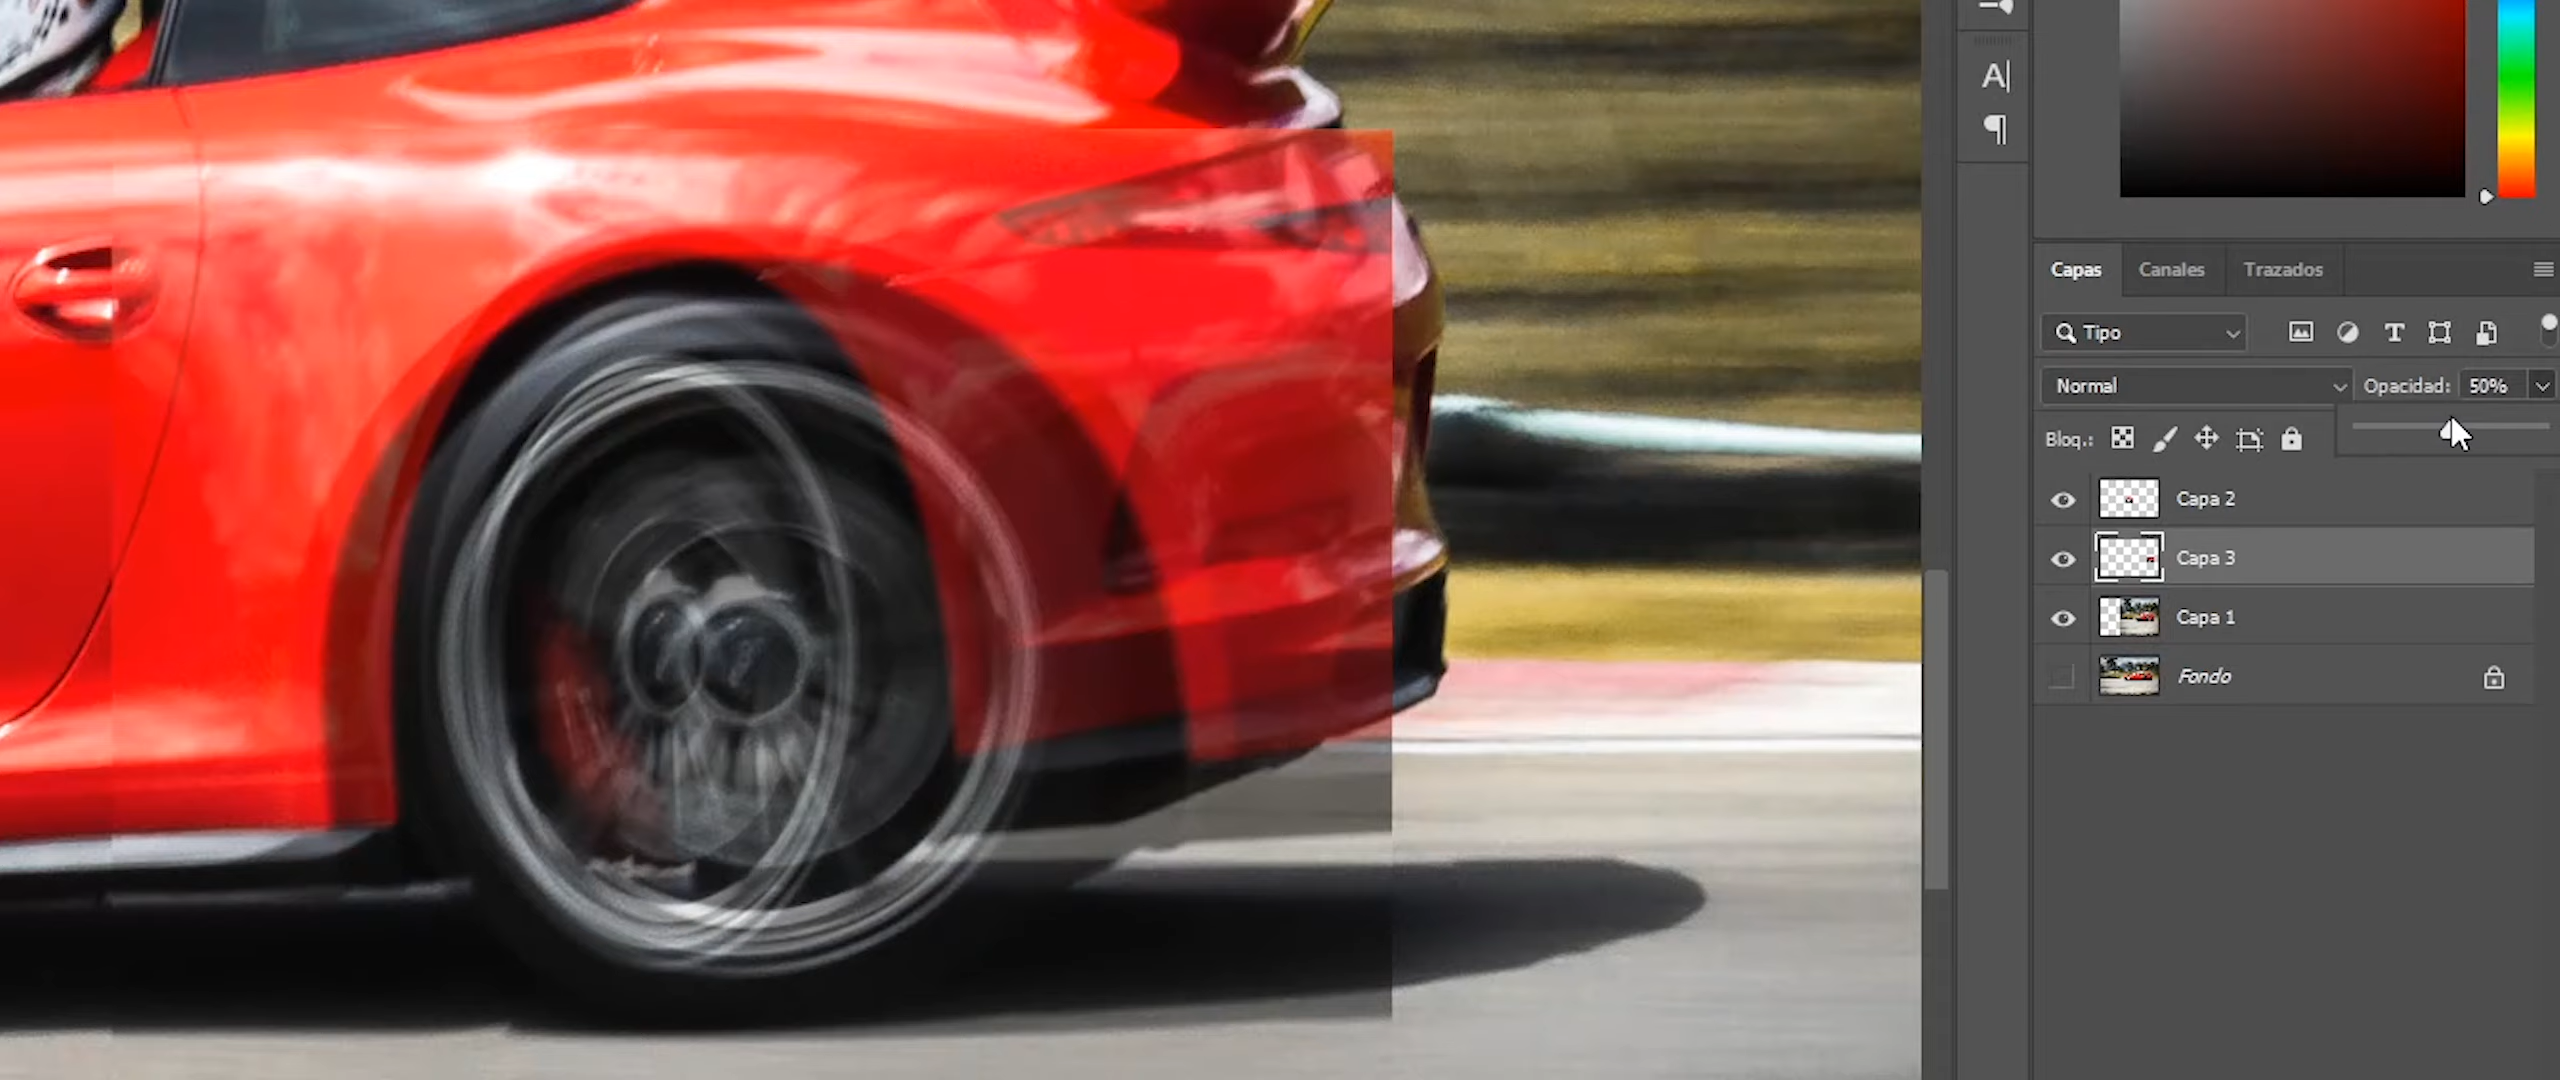 A
¶
Capas Canales Trazados
Tipo
T
Normal Opacidad: 50%
Bloq.:
Capa 2
Capa 3
Capa 1
Fondo